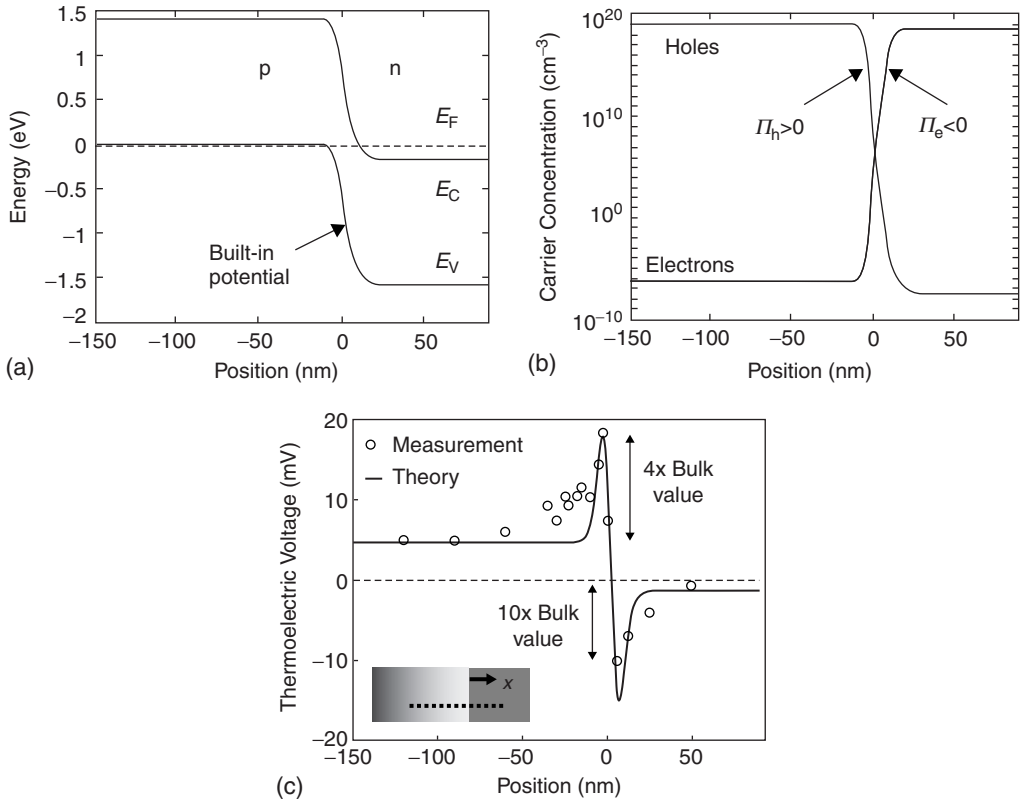 1.5
1
0.5
0
−0.5
−1
−1.5
−2
Energy (eV)
p
n
E_F
E_C
E_V
Built-in
potential
−150
−100
−50
0
50
Position (nm)
(a)
10^20
10^10
10^0
10^−10
Carrier Concentration (cm^−3)
Holes
Π_h>0
Π_e<0
Electrons
−150
−100
−50
0
50
Position (nm)
(b)
20
10
0
−10
−20
Thermoelectric Voltage (mV)
Measurement
Theory
4x Bulk
value
10x Bulk
value
x
−150
−100
−50
0
50
Position (nm)
(c)